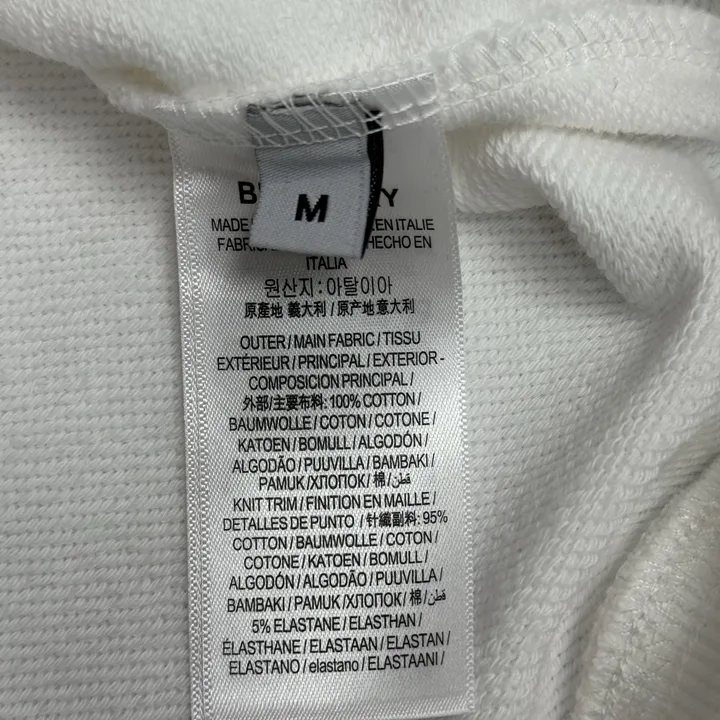 M
MADE
EN ITALIE
HECHO EN
ITALIA
원산지:아탈이아
原產地 義大利 / 原产地意大利
OUTER / MAIN FABRIC / TISSU
EXTÉRIEUR / PRINCIPAL / EXTERIOR -
COMPOSICION PRINCIPAL /
外部/主要布料: 100% COTTON /
BAUMWOLLE / COTON / COTONE /
KATOEN / BOMULL / ALGODÓN /
ALGODÃO / PUUVILLA / BAMBAKI /
PAMUK /ХЛОПОК/ 棉/قطن
KNIT TRIM / FINITION EN MAILLE /
DETALLES DE PUNTO / 针織副料: 95%
COTTON / BAUMWOLLE / COTON /
COTONE / KATOEN / BOMULL /
ALGODÓN / ALGODÃO / PUUVILLA /
BAMBAKI / PAMUK /ХЛОПОК/ 棉/قطن
5% ELASTANE / ELASTHAN /
ÉLASTHANE / ELASTAAN / ELASTAN /
ELASTANO / elastano / ELASTAANI /